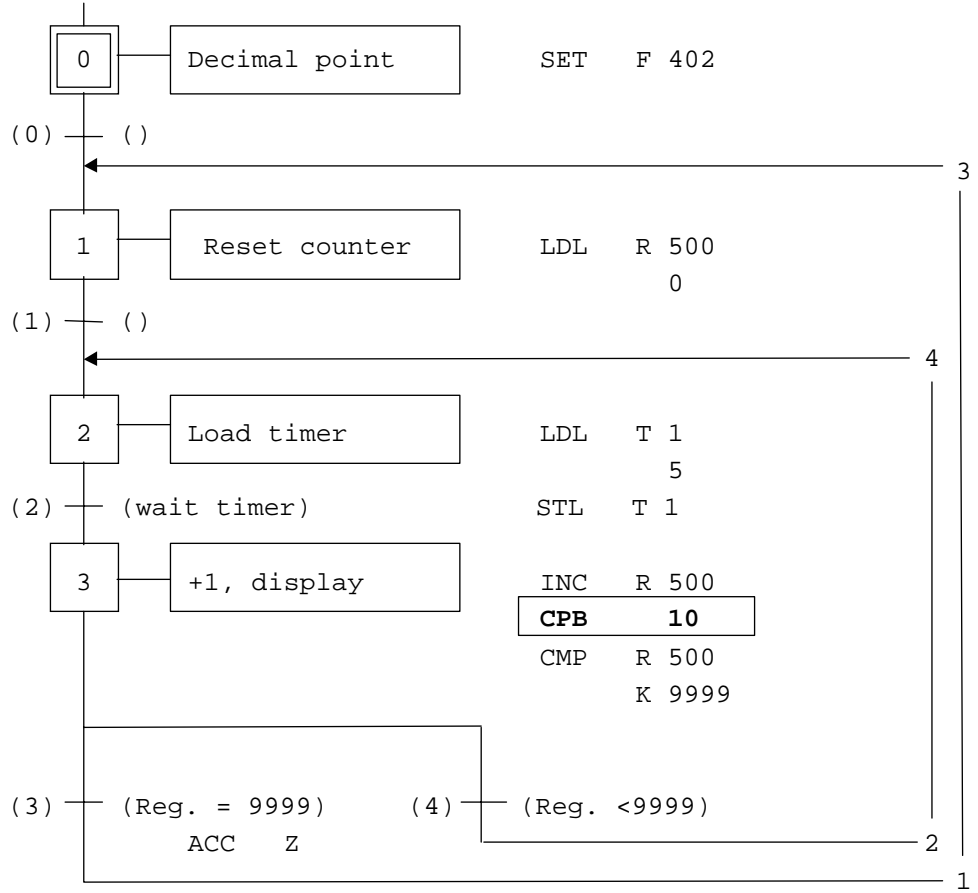 0 Decimal point SET F 402
(0) ()
3
1 Reset counter LDL R 500
0
(1) ()
4
2 Load timer LDL T 1
5
(2) (wait timer) STL T 1
3 +1, display INC R 500
CPB 10
CMP R 500
K 9999
(3) (Reg. = 9999) (4) (Reg. <9999)
ACC Z
2
1